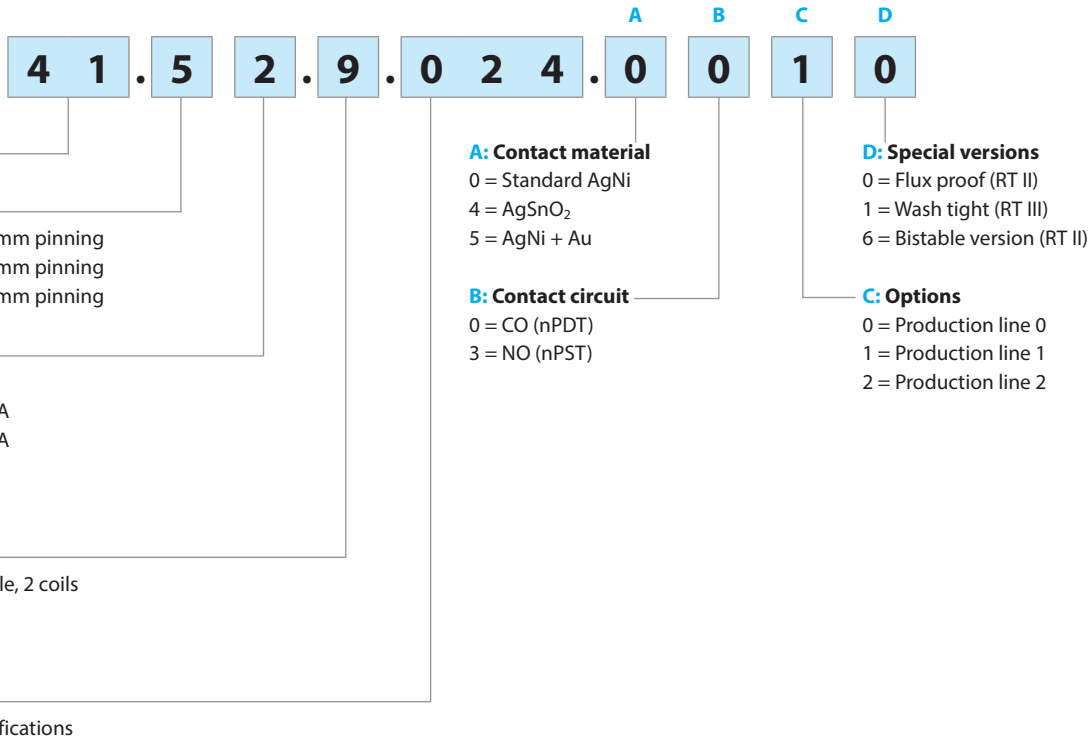 A B C D
4 1 . 5 2 . 9 . 0 2 4 . 0 0 1 0
A: Contact material
0 = Standard AgNi
4 = AgSnO₂
5 = AgNi + Au
B: Contact circuit
0 = CO (nPDT)
3 = NO (nPST)
D: Special versions
0 = Flux proof (RT II)
1 = Wash tight (RT III)
6 = Bistable version (RT II)
C: Options
0 = Production line 0
1 = Production line 1
2 = Production line 2
mm pinning
mm pinning
mm pinning
A
A
le, 2 coils
fications